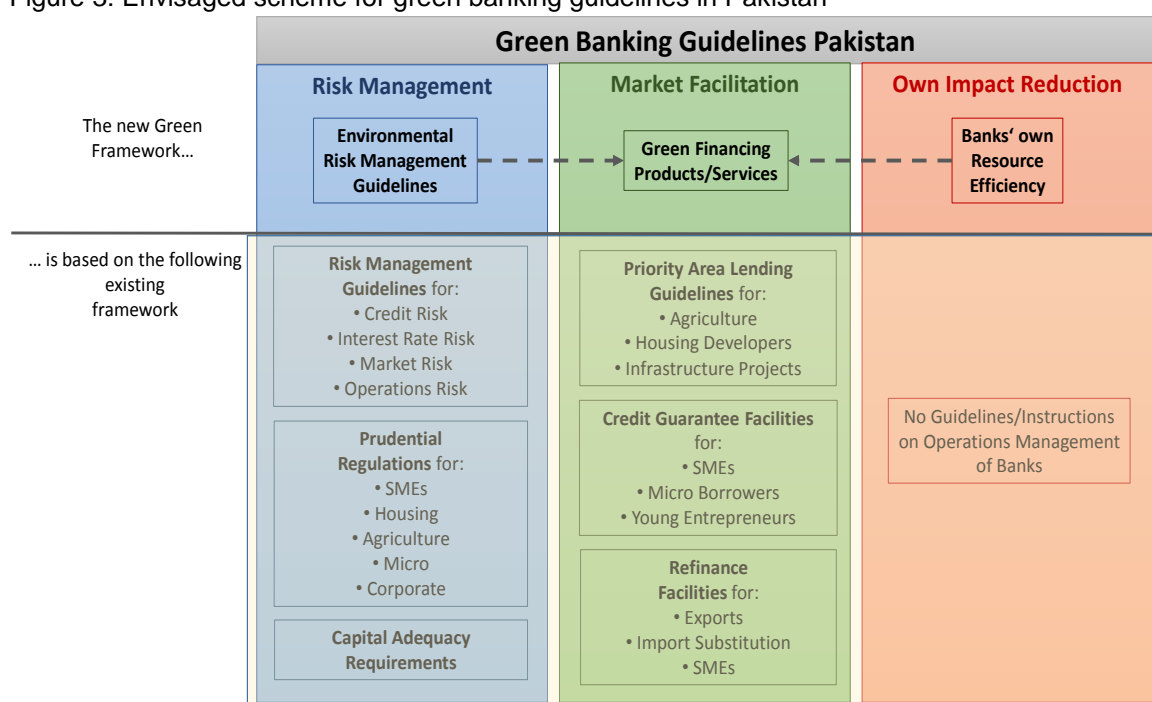 Figure 5: Envisaged scheme for green banking guidelines in Pakistan
Green Banking Guidelines Pakistan
Risk Management
Market Facilitation
Own Impact Reduction
The new Green
Framework…
Environmental
Risk Management
Guidelines
Green Financing
Products/Services
Banks‘ own
Resource
Efficiency
… is based on the following
existing
framework
Risk Management
Guidelines for:
• Credit Risk
• Interest Rate Risk
• Market Risk
• Operations Risk
Prudential
Regulations for:
• SMEs
• Housing
• Agriculture
• Micro
• Corporate
Capital Adequacy
Requirements
Priority Area Lending
Guidelines for:
• Agriculture
• Housing Developers
• Infrastructure Projects
Credit Guarantee Facilities
for:
• SMEs
• Micro Borrowers
• Young Entrepreneurs
Refinance
Facilities for:
• Exports
• Import Substitution
• SMEs
No Guidelines/Instructions
on Operations Management
of Banks